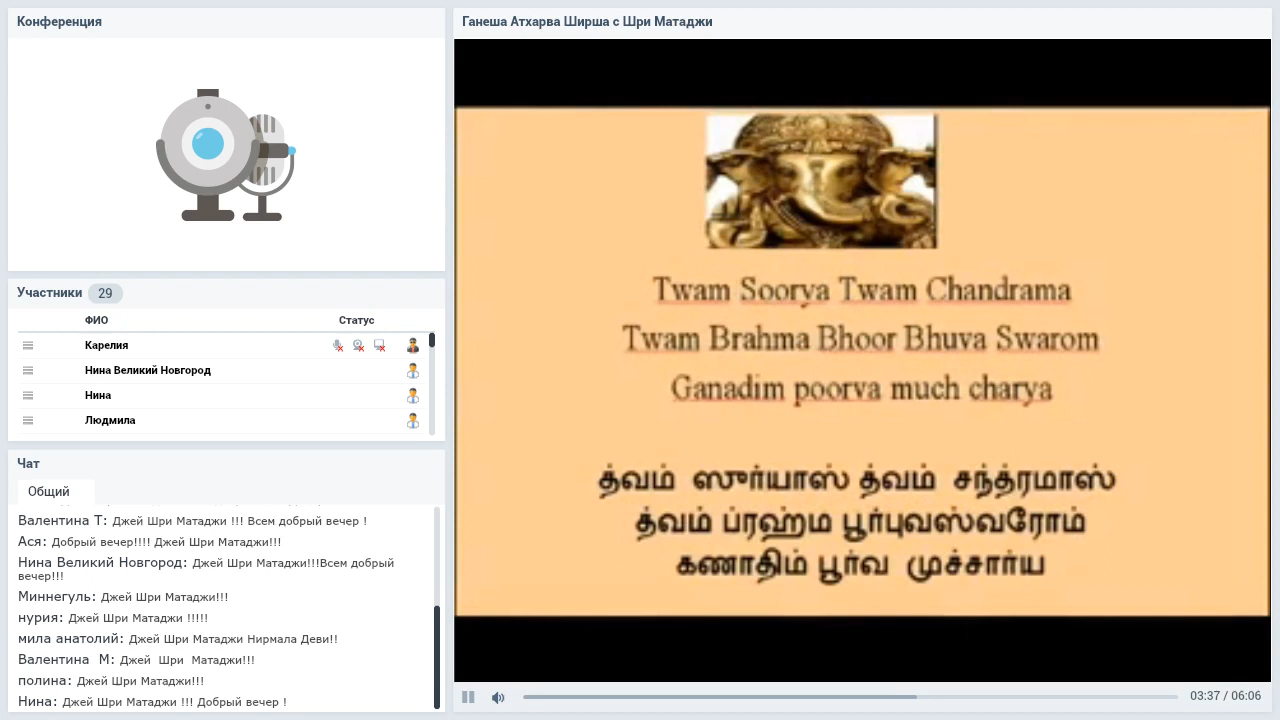 Конференция
Участники 29
ФИО Статус
Карелия
Нина Великий Новгород
Нина
Людмила
Чат
Общий
Валентина Т: Джей Шри Матаджи !!! Всем добрый вечер !
Ася: Добрый вечер!!!! Джей Шри Матаджи!!!
Нина Великий Новгород: Джей Шри Матаджи!!!Всем добрый
вечер!!!
Миннегуль: Джей Шри Матаджи!!!
нурия: Джей Шри Матаджи !!!!!
мила анатолий: Джей Шри Матаджи Нирмала Деви!!
Валентина М: Джей Шри Матаджи!!!
полина: Джей Шри Матаджи!!!
Нина: Джей Шри Матаджи !!! Добрый вечер !
Ганеша Атхарва Ширша с Шри Матаджи
Twam Soorya Twam Chandrama
Twam Brahma Bhoor Bhuva Swarom
Ganadim poorva much charya
த்வம் ஸுர்யாஸ் த்வம் சந்த்ரமாஸ்
த்வம் ப்ரஹ்ம பூர்புவஸ்வரோம்
கணாதிம் பூர்வ முச்சார்ய
03:37 / 06:06